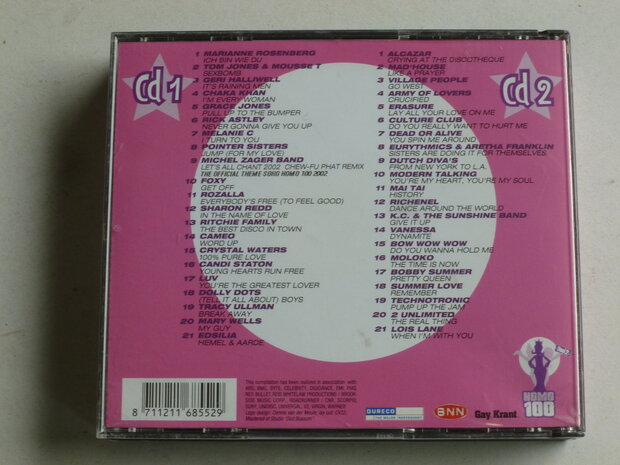 Cd 1
1 MARIANNE ROSENBERG
ICH BIN WIE DU
2 TOM JONES & MOUSSE T
SEXBOMB
3 GERI HALLIWELL
IT'S RAINING MEN
4 CHAKA KHAN
I'M EVERY WOMAN
5 GRACE JONES
PULL UP TO THE BUMPER
6 RICK ASTLEY
NEVER GONNA GIVE YOU UP
7 MELANIE C
I TURN TO YOU
8 POINTER SISTERS
JUMP (FOR MY LOVE)
9 MICHEL ZAGER BAND
LET'S ALL CHANT 2002 CHEW-FU PHAT REMIX
THE OFFICIAL THEME SONG HOMO 100 2002
10 FOXY
GET OFF
11 ROZALLA
EVERYBODY'S FREE (TO FEEL GOOD)
12 SHARON REDD
IN THE NAME OF LOVE
13 RITCHIE FAMILY
THE BEST DISCO IN TOWN
14 CAMEO
WORD UP
15 CRYSTAL WATERS
100% PURE LOVE
16 CANDI STATON
YOUNG HEARTS RUN FREE
17 LUV
YOU'RE THE GREATEST LOVER
18 DOLLY DOTS
(TELL IT ALL ABOUT) BOYS
19 TRACY ULLMAN
BREAK AWAY
20 MARY WELLS
MY GUY
21 EDSILIA
HEMEL & AARDE
Cd 2
1 ALCAZAR
CRYING AT THE DISCOTHEQUE
2 MAD'HOUSE
LIKE A PRAYER
3 VILLAGE PEOPLE
GO WEST
4 ARMY OF LOVERS
CRUCIFIED
5 ERASURE
LAY ALL YOUR LOVE ON ME
6 CULTURE CLUB
DO YOU REALLY WANT TO HURT ME
7 DEAD OR ALIVE
YOU SPIN ME AROUND
8 EURYTHMICS & ARETHA FRANKLIN
SISTERS ARE DOING IT FOR THEMSELVES
9 DUTCH DIVA'S
FROM NEW YORK TO L.A.
10 MODERN TALKING
YOU'RE MY HEART, YOU'RE MY SOUL
11 MAI TAI
HISTORY
12 RICHENEL
DANCE AROUND THE WORLD
13 K.C. & THE SUNSHINE BAND
GIVE IT UP
14 VANESSA
DYNAMITE
15 BOW WOW WOW
DO YOU WANNA HOLD ME
16 MOLOKO
THE TIME IS NOW
17 BOBBY SUMMER
PRETTY QUEEN
18 SUMMER LOVE
REMEMBER
19 TECHNOTRONIC
PUMP UP THE JAM
20 2 UNLIMITED
THE REAL THING
21 LOIS LANE
WHEN I'M WITH YOU
8 711211 685529
This compilation has been realized in association with:
DURECO
BNN
Gay Krant
HOMO
100